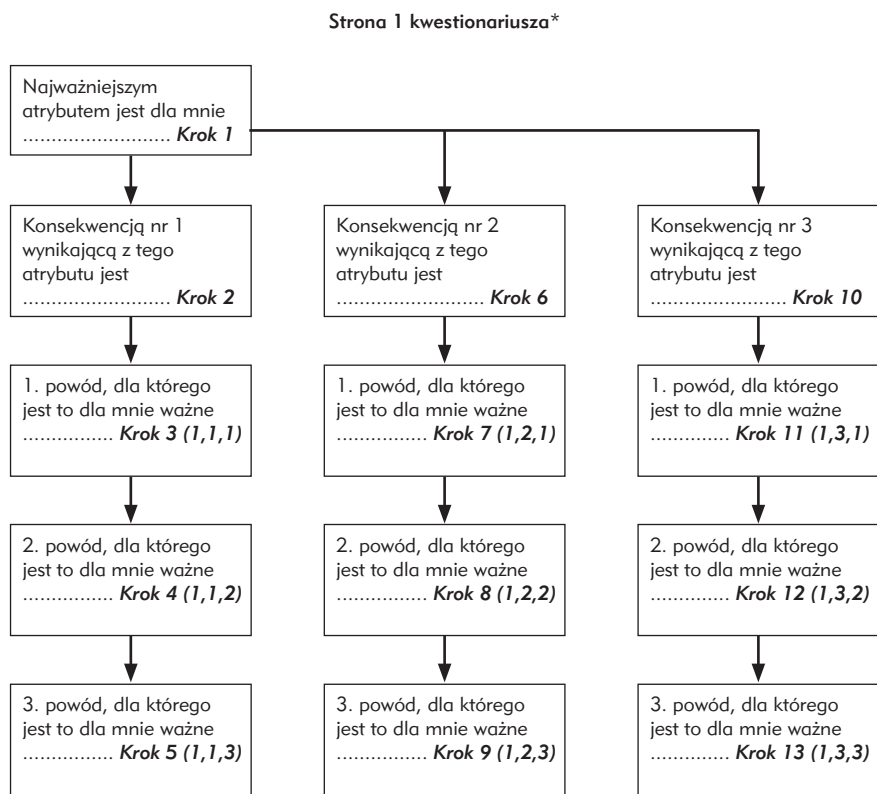 Strona 1 kwestionariusza*
Najważniejszym
atrybutem jest dla mnie
.......................... Krok 1
Konsekwencją nr 1
wynikającą z tego
atrybutu jest
.......................... Krok 2
1. powód, dla którego
jest to dla mnie ważne
................ Krok 3 (1,1,1)
2. powód, dla którego
jest to dla mnie ważne
................ Krok 4 (1,1,2)
3. powód, dla którego
jest to dla mnie ważne
................ Krok 5 (1,1,3)
Konsekwencją nr 2
wynikającą z tego
atrybutu jest
.......................... Krok 6
1. powód, dla którego
jest to dla mnie ważne
................ Krok 7 (1,2,1)
2. powód, dla którego
jest to dla mnie ważne
................ Krok 8 (1,2,2)
3. powód, dla którego
jest to dla mnie ważne
................ Krok 9 (1,2,3)
Konsekwencją nr 3
wynikającą z tego
atrybutu jest
........................ Krok 10
1. powód, dla którego
jest to dla mnie ważne
.............. Krok 11 (1,3,1)
2. powód, dla którego
jest to dla mnie ważne
.............. Krok 12 (1,3,2)
3. powód, dla którego
jest to dla mnie ważne
.............. Krok 13 (1,3,3)